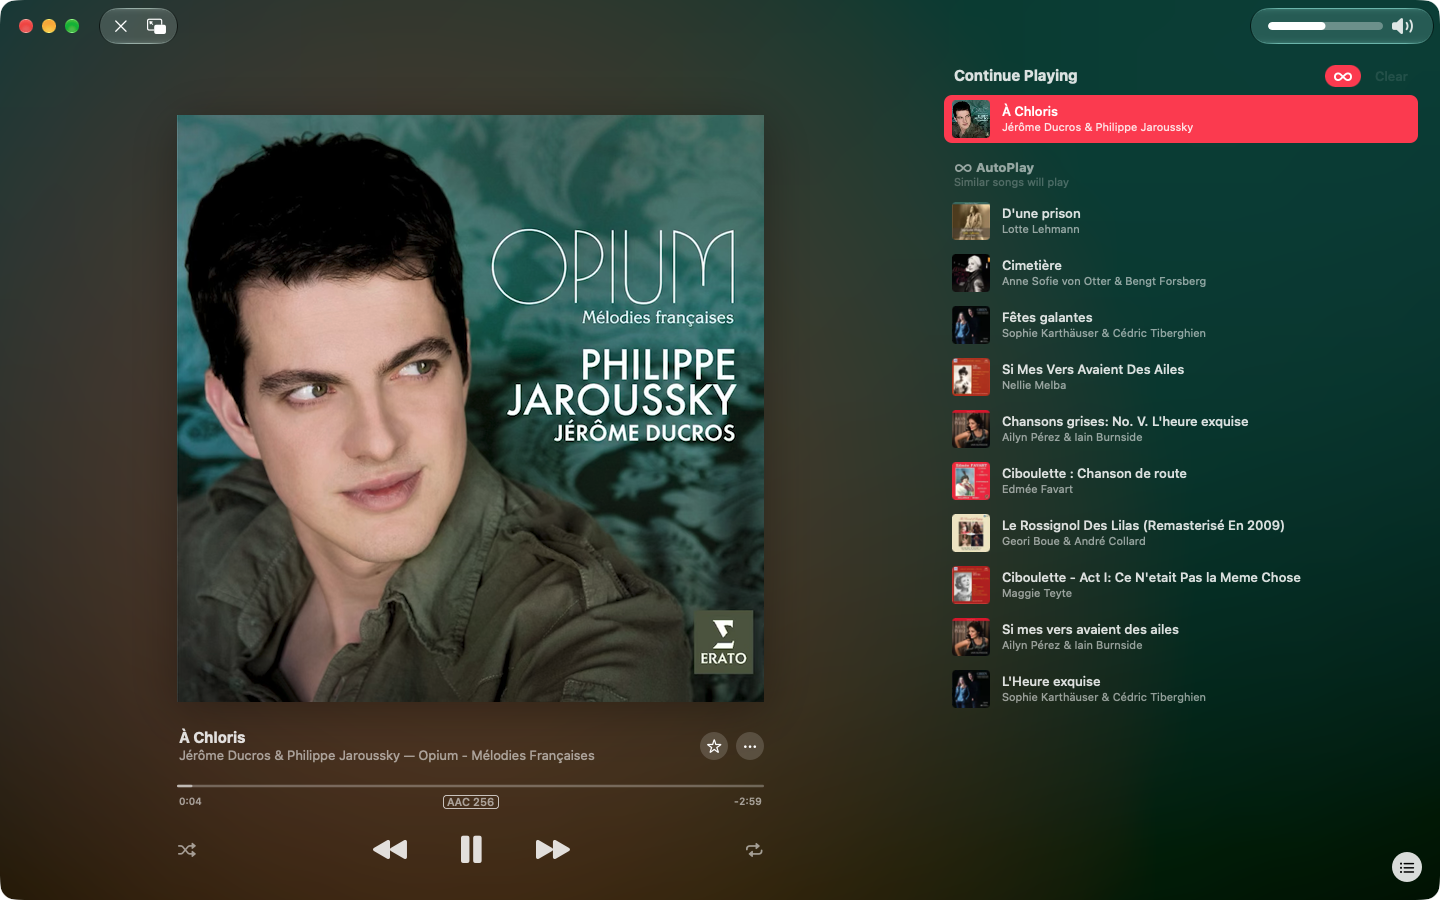 OPIUM
Mélodies françaises
PHILIPPE
JAROUSSKY
JÉRÔME DUCROS
ERATO
À Chloris
Jérôme Ducros & Philippe Jaroussky — Opium - Mélodies Françaises
0:04
AAC 256
-2:59
Continue Playing
Clear
À Chloris
Jérôme Ducros & Philippe Jaroussky
AutoPlay
Similar songs will play
D'une prison
Lotte Lehmann
Cimetière
Anne Sofie von Otter & Bengt Forsberg
Fêtes galantes
Sophie Karthäuser & Cédric Tiberghien
Si Mes Vers Avaient Des Ailes
Nellie Melba
Chansons grises: No. V. L'heure exquise
Ailyn Pérez & Iain Burnside
Ciboulette : Chanson de route
Edmée Favart
Le Rossignol Des Lilas (Remasterisé En 2009)
Geori Boue & André Collard
Ciboulette - Act I: Ce N'etait Pas la Meme Chose
Maggie Teyte
Si mes vers avaient des ailes
Ailyn Pérez & Iain Burnside
L'Heure exquise
Sophie Karthäuser & Cédric Tiberghien